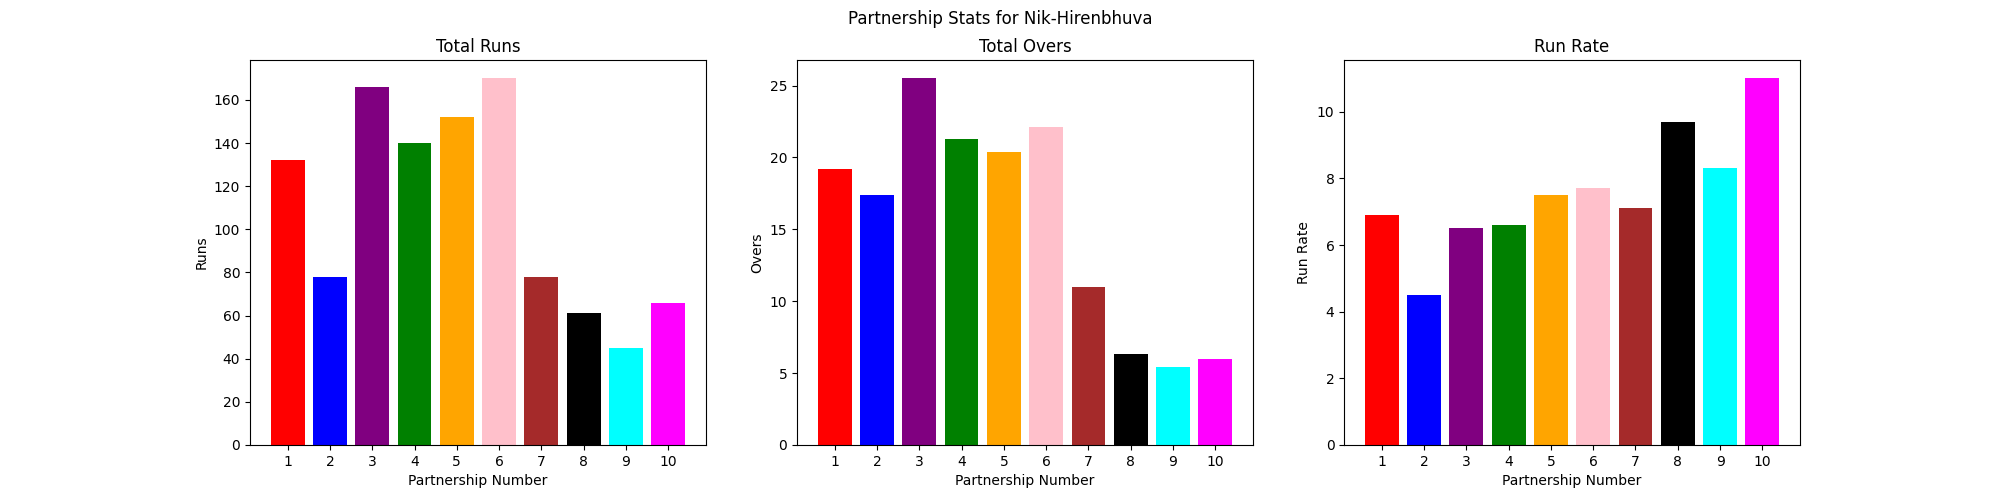 Partnership Stats for Nik-Hirenbhuva
Total Runs
Runs
160
140
120
100
80
60
40
20
0
1 2 3 4 5 6 7 8 9 10
Partnership Number
Total Overs
Overs
25
20
15
10
5
0
1 2 3 4 5 6 7 8 9 10
Partnership Number
Run Rate
Run Rate
10
8
6
4
2
0
1 2 3 4 5 6 7 8 9 10
Partnership Number